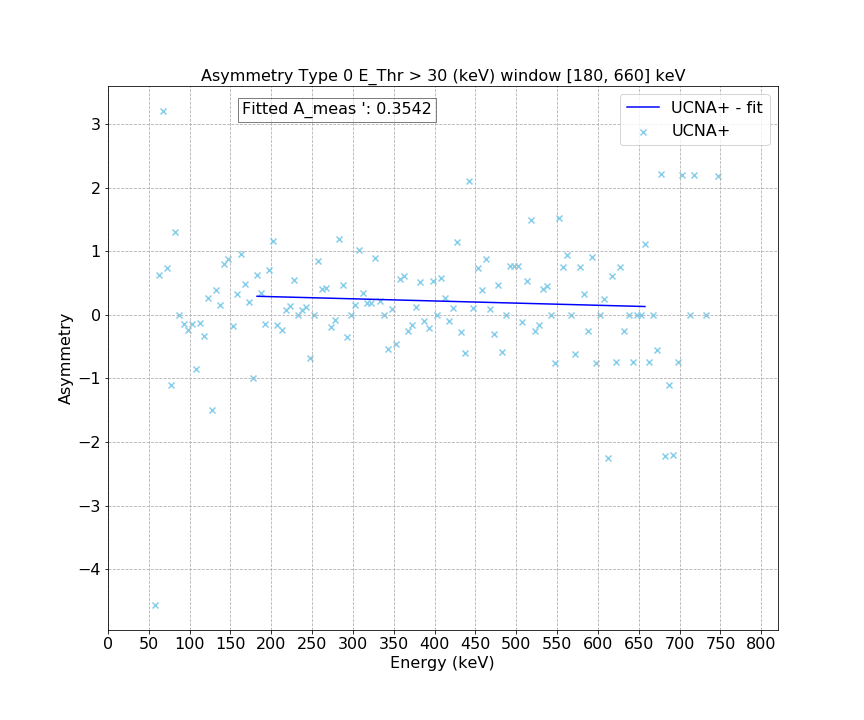 Asymmetry Type 0 E_Thr > 30 (keV) window [180, 660] keV
Fitted A_meas ': 0.3542
UCNA+ - fit
UCNA+
3
2
1
0
−1
−2
−3
−4
Asymmetry
0 50 100 150 200 250 300 350 400 450 500 550 600 650 700 750 800
Energy (keV)